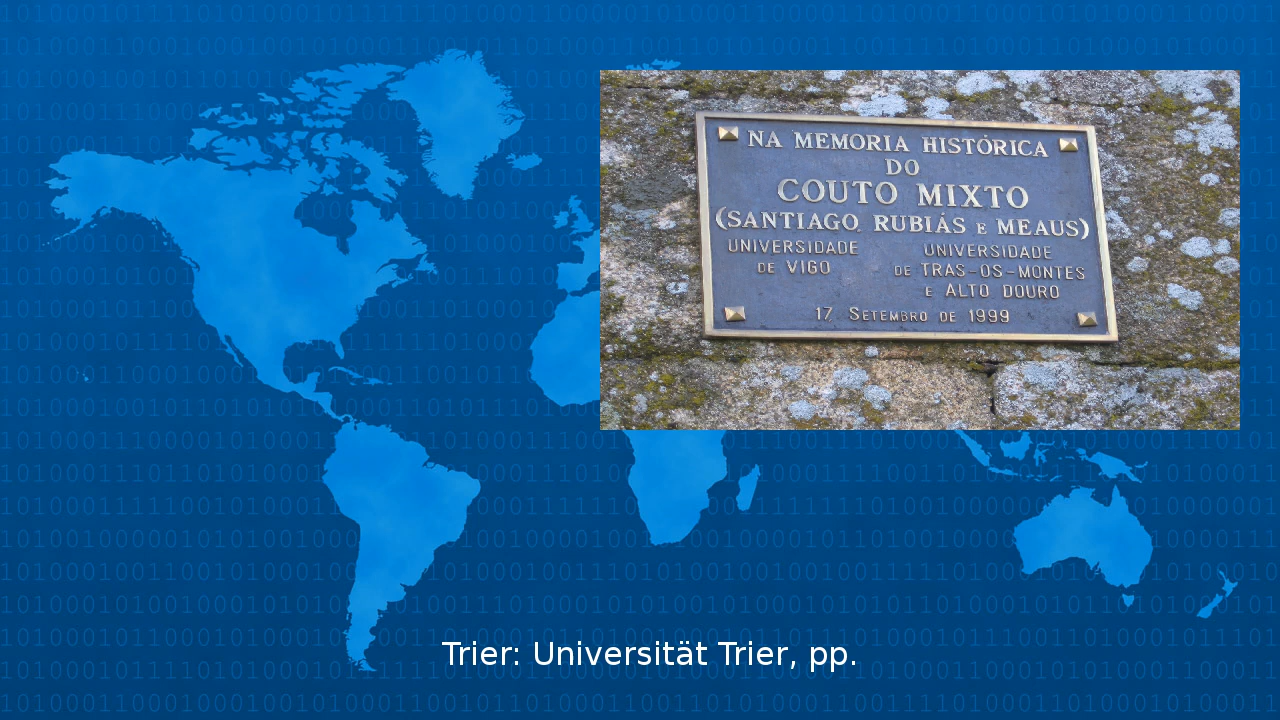 NA MEMORIA HISTÓRICA
DO
COUTO MIXTO
(SANTIAGO, RUBIÁS E MEAUS)
UNIVERSIDADE
DE VIGO
UNIVERSIDADE
DE TRAS-OS-MONTES
E ALTO DOURO
17 SETEMBRO DE 1999
Trier: Universität Trier, pp.